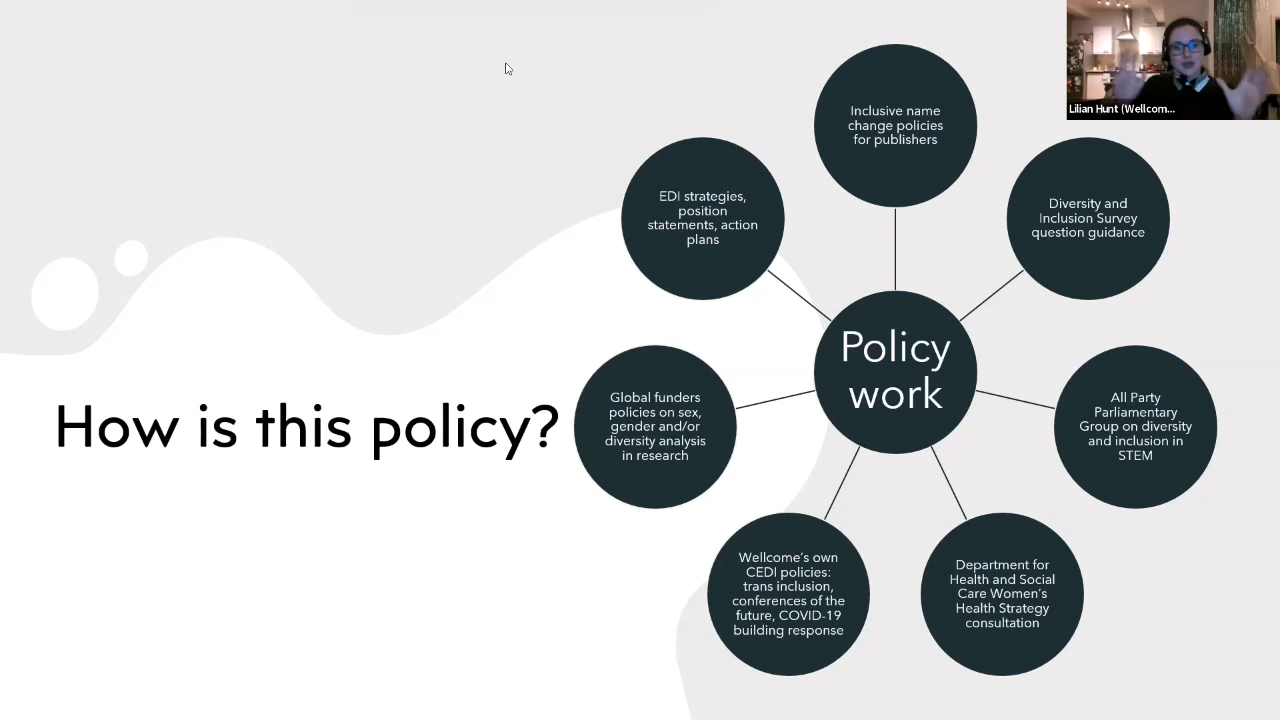 Lilian Hunt (Wellcom...
How is this policy?
Policy
work
Inclusive name
change policies
for publishers
Diversity and
Inclusion Survey
question guidance
All Party
Parliamentary
Group on diversity
and inclusion in
STEM
Department for
Health and Social
Care Women's
Health Strategy
consultation
Wellcome's own
CEDI policies:
trans inclusion,
conferences of the
future, COVID-19
building response
Global funders
policies on sex,
gender and/or
diversity analysis
in research
EDI strategies,
position
statements, action
plans